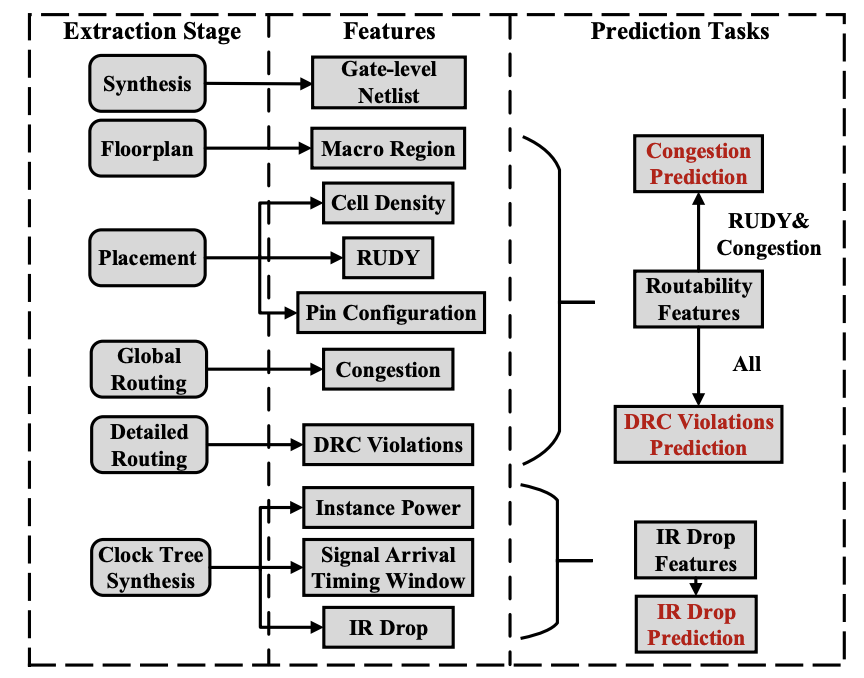 Extraction Stage
Features
Prediction Tasks
Synthesis
Gate-level
Netlist
Floorplan
Macro Region
Placement
Cell Density
RUDY
Pin Configuration
Global
Routing
Congestion
Detailed
Routing
DRC Violations
Clock Tree
Synthesis
Instance Power
Signal Arrival
Timing Window
IR Drop
Congestion
Prediction
RUDY&
Congestion
Routability
Features
All
DRC Violations
Prediction
IR Drop
Features
IR Drop
Prediction